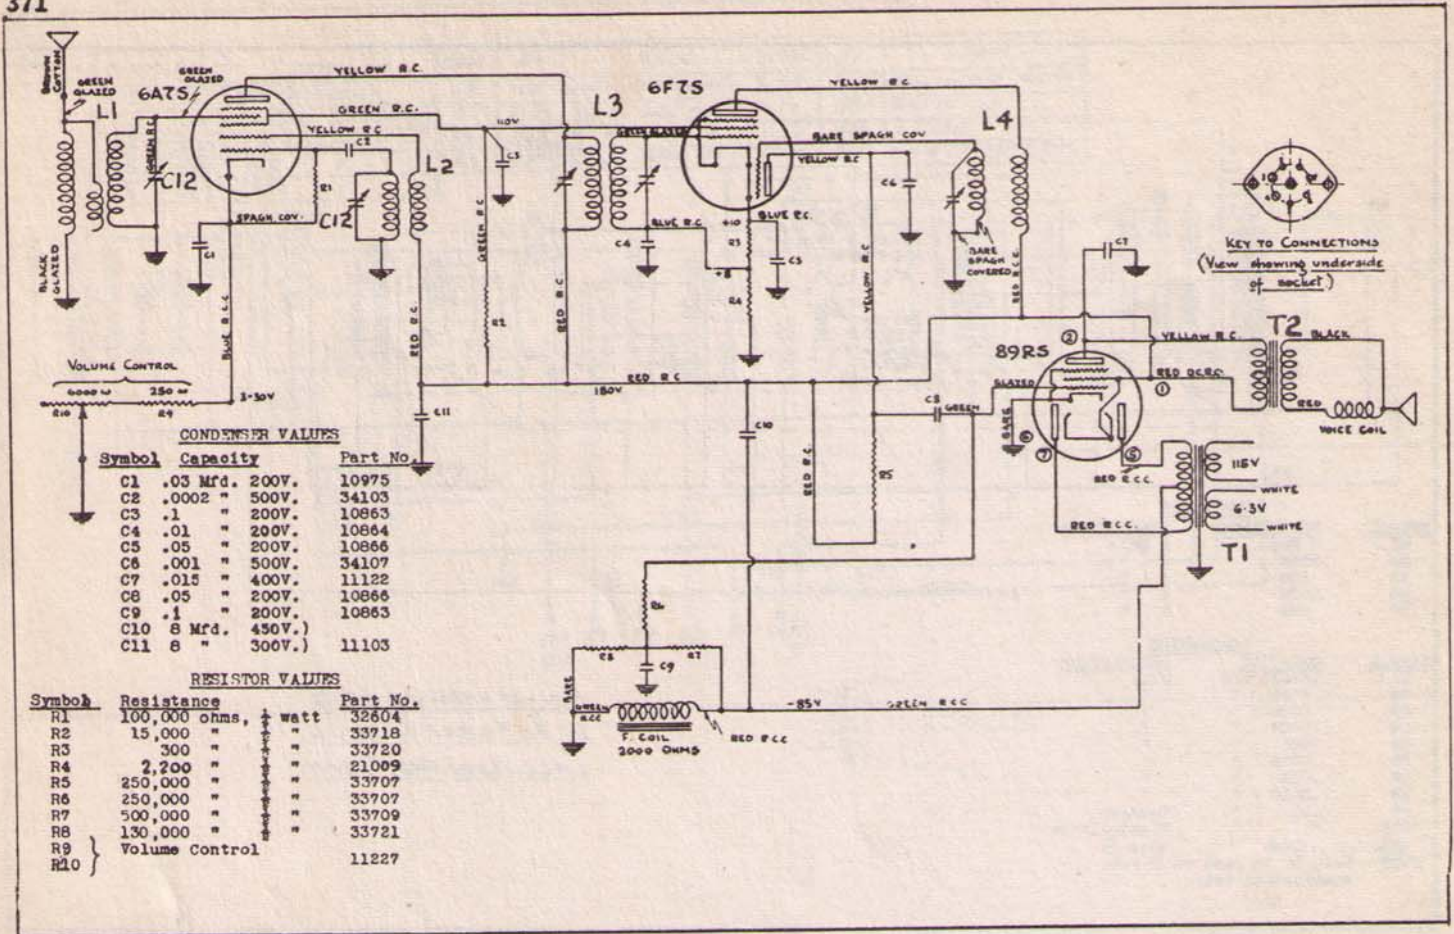 371
BROWN COTTON
GREEN GLAZED
L1
GREEN R.C.
C12
BLACK GLAZED
GREEN GLAZED
6A7S
YELLOW R.C.
GREEN R.C.
YELLOW R.C
C2
R1
SPAGH COV.
C1
C12
L2
BLUE R.C.C
RED R.C.
GREEN R.C
R2
110V
C3
L3
GREEN GLAZED
RED R.C.
BLUE R.C.
C4
6F7S
YELLOW R.C.
BARE SPAGH COV
YELLOW R.C
BLUE R.C.
+10
R3
C5
+8
R4
YELLOW R.C
C6
L4
BARE SPAGH COVERED
RED R.C.C
KEY TO CONNECTIONS
(View showing underside
of socket)
C7
VOLUME CONTROL
6000 ω
250 ω
R10
R9
3-30V
RED R.C
180V
C11
C10
RED R.C
R5
C8
GREEN
GLAZED
BARE
89RS
2
1
6
7
5
YELLOW R.C.
RED R.C.
RED R.C.C.
RED R.C.C.
T2
BLACK
RED
VOICE COIL
115V
WHITE
6.3V
WHITE
T1
R6
R8
R7
C9
BARE
GREEN R.C.C
F. COIL
2000 OHMS
RED R.C.C
-85V
GREEN R.C.C
CONDENSER VALUES
Symbol Capacity Part No.
C1 .03 Mfd. 200V. 10975
C2 .0002 " 500V. 34103
C3 .1 " 200V. 10863
C4 .01 " 200V. 10864
C5 .05 " 200V. 10866
C6 .001 " 500V. 34107
C7 .015 " 400V. 11122
C8 .05 " 200V. 10866
C9 .1 " 200V. 10863
C10 8 Mfd. 450V.)
C11 8 " 300V.) 11103
RESISTOR VALUES
Symbol Resistance Part No.
R1 100,000 ohms, watt 32604
R2 15,000 " " 33718
R3 300 " " 33720
R4 2,200 " " 21009
R5 250,000 " " 33707
R6 250,000 " " 33707
R7 500,000 " " 33709
R8 130,000 " " 33721
R9 } Volume Control
R10 } 11227